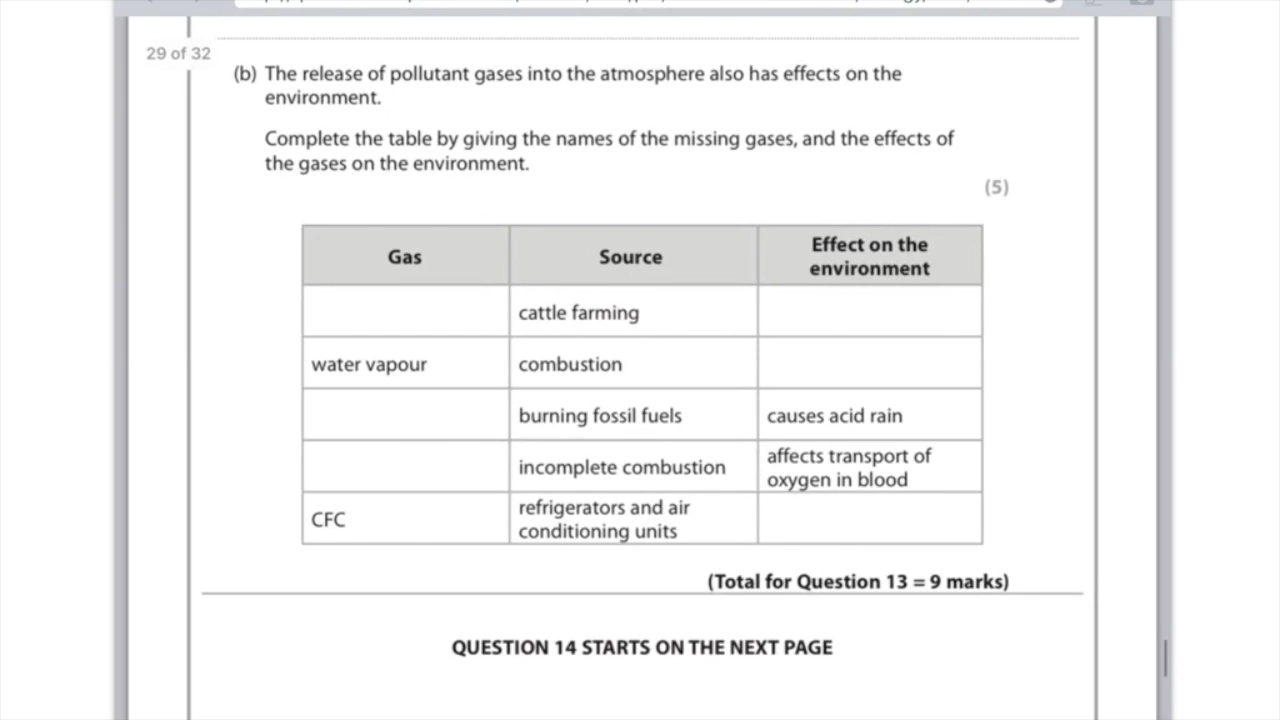 29 of 32
(b) The release of pollutant gases into the atmosphere also has effects on the
environment.
Complete the table by giving the names of the missing gases, and the effects of
the gases on the environment.
(5)
Gas Source Effect on the environment
cattle farming
water vapour combustion
burning fossil fuels causes acid rain
incomplete combustion affects transport of oxygen in blood
CFC refrigerators and air conditioning units
(Total for Question 13 = 9 marks)
QUESTION 14 STARTS ON THE NEXT PAGE